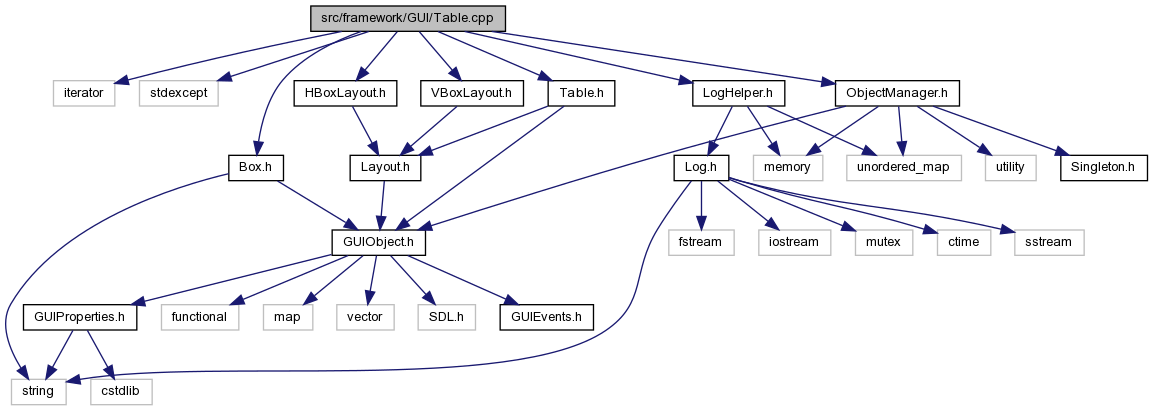 src/framework/GUI/Table.cpp
iterator
stdexcept
HBoxLayout.h
VBoxLayout.h
Table.h
LogHelper.h
ObjectManager.h
Box.h
Layout.h
Log.h
memory
unordered_map
utility
Singleton.h
GUIObject.h
fstream
iostream
mutex
ctime
sstream
GUIProperties.h
functional
map
vector
SDL.h
GUIEvents.h
string
cstdlib